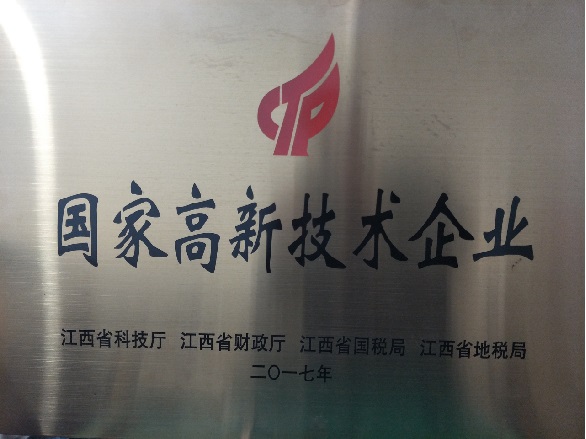 CTP
国家高新技术企业
江西省科技厅 江西省财政厅 江西省国税局 江西省地税局
二〇一七年